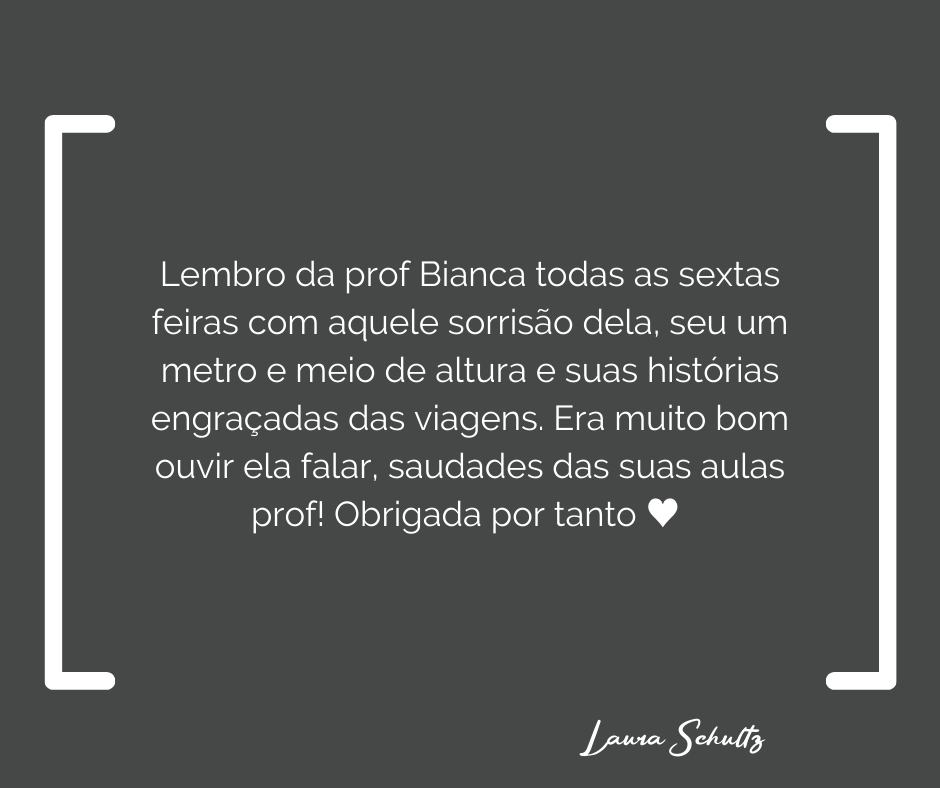 Lembro da prof Bianca todas as sextas
feiras com aquele sorrisão dela, seu um
metro e meio de altura e suas histórias
engraçadas das viagens. Era muito bom
ouvir ela falar, saudades das suas aulas
prof! Obrigada por tanto ♥
Laura Schultz